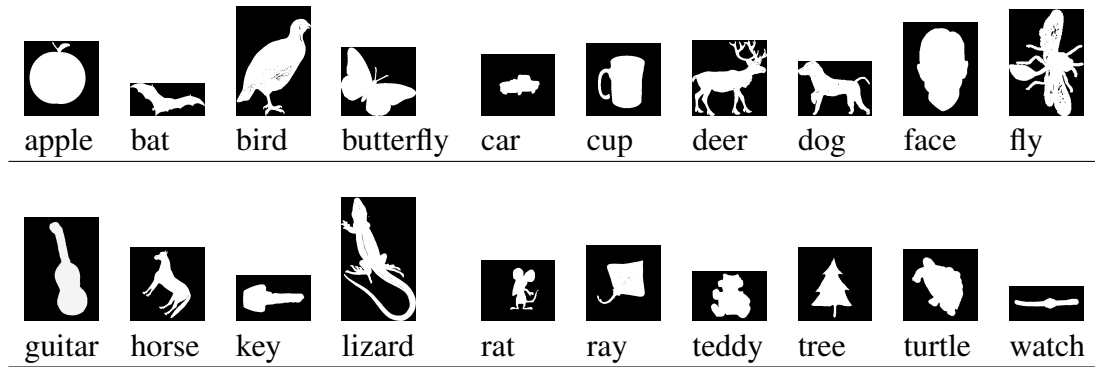 apple bat bird butterfly car cup deer dog face fly
guitar horse key lizard rat ray teddy tree turtle watch